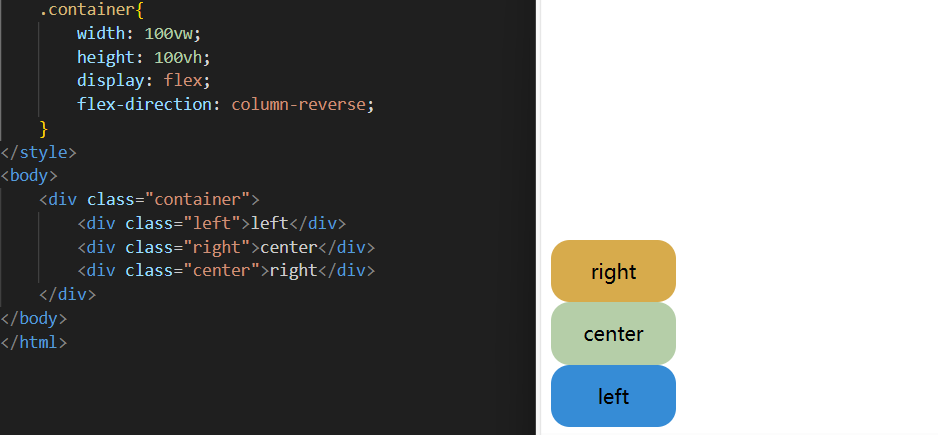 .container{
width: 100vw;
height: 100vh;
display: flex;
flex-direction: column-reverse;
}
</style>
<body>
<div class="container">
<div class="left">left</div>
<div class="right">center</div>
<div class="center">right</div>
</div>
</body>
</html>
right
center
left